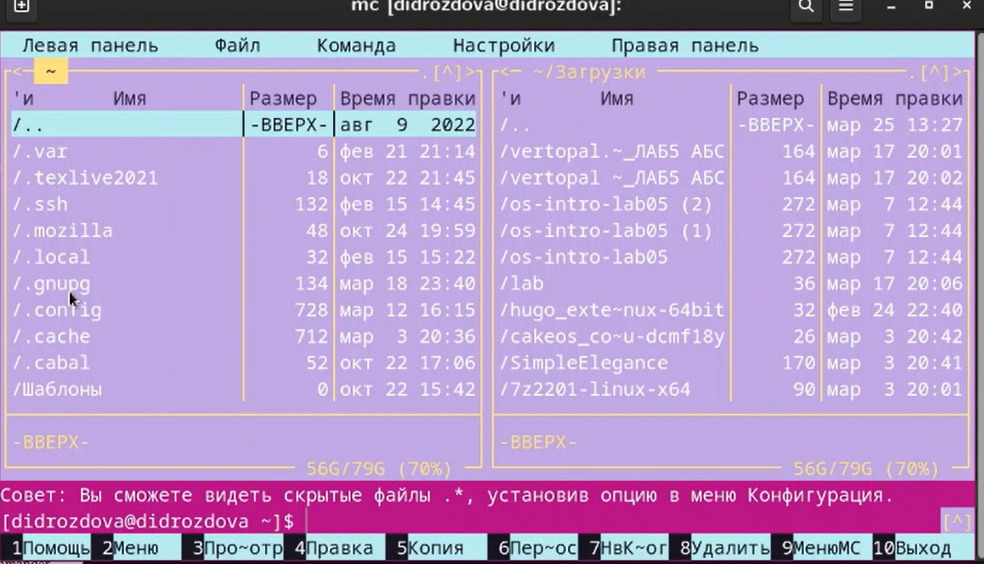 mc [didrozdova@didrozdova]:
Левая панель Файл Команда Настройки Правая панель
<─ ~ .[^]> <─ ~/Загрузки .[^]>
'и Имя Размер Время правки 'и Имя Размер Время правки
/.. -ВВЕРХ- авг 9 2022 /.. -ВВЕРХ- мар 25 13:27
/.var 6 фев 21 21:14 /vertopal.~_ЛАБ5 АБС 164 мар 17 20:01
/.texlive2021 18 окт 22 21:45 /vertopal ~_ЛАБ5 АБС 164 мар 17 20:02
/.ssh 132 фев 15 14:45 /os-intro-lab05 (2) 272 мар 7 12:44
/.mozilla 48 окт 24 19:59 /os-intro-lab05 (1) 272 мар 7 12:44
/.local 32 фев 15 15:22 /os-intro-lab05 272 мар 7 12:44
/.gnupg 134 мар 18 23:40 /lab 36 мар 17 20:06
/.config 728 мар 12 16:15 /hugo_exte~nux-64bit 32 фев 24 22:40
/.cache 712 мар 3 20:36 /cakeos_co~u-dcmf18y 26 мар 3 20:42
/.cabal 52 окт 22 17:06 /SimpleElegance 170 мар 3 20:41
/Шаблоны 0 окт 22 15:42 /7z2201-linux-x64 90 мар 3 20:01
-ВВЕРХ- -ВВЕРХ-
56G/79G (70%) 56G/79G (70%)
Совет: Вы сможете видеть скрытые файлы .*, установив опцию в меню Конфигурация.
[didrozdova@didrozdova ~]$ [^]
1Помощь 2Меню 3Про~отр 4Правка 5Копия 6Пер~ос 7НвК~ог 8Удалить 9МенюМС 10Выход